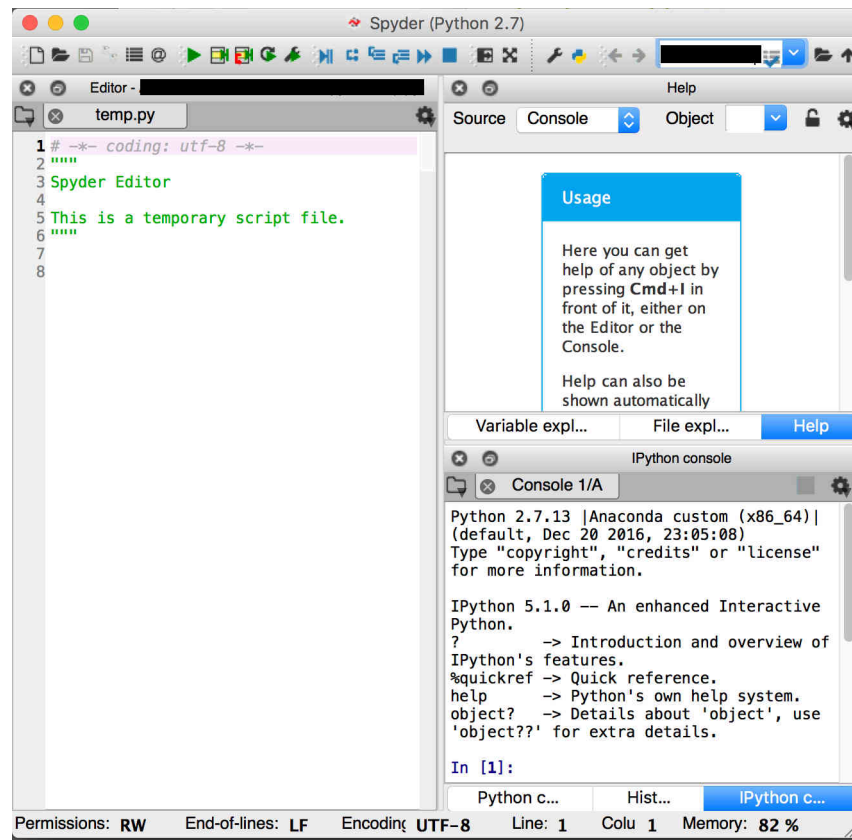 Spyder (Python 2.7)
Editor -
temp.py
1 # -*- coding: utf-8 -*-
2 """
3 Spyder Editor
4
5 This is a temporary script file.
6 """
7
8
Help
Source Console Object
Usage
Here you can get
help of any object by
pressing Cmd+I in
front of it, either on
the Editor or the
Console.
Help can also be
shown automatically
Variable expl... File expl... Help
IPython console
Console 1/A
Python 2.7.13 |Anaconda custom (x86_64)|
(default, Dec 20 2016, 23:05:08)
Type "copyright", "credits" or "license"
for more information.
IPython 5.1.0 -- An enhanced Interactive
Python.
? -> Introduction and overview of
IPython's features.
%quickref -> Quick reference.
help -> Python's own help system.
object? -> Details about 'object', use
'object??' for extra details.
In [1]:
Python c... Hist... IPython c...
Permissions: RW End-of-lines: LF Encoding UTF-8 Line: 1 Colu 1 Memory: 82 %